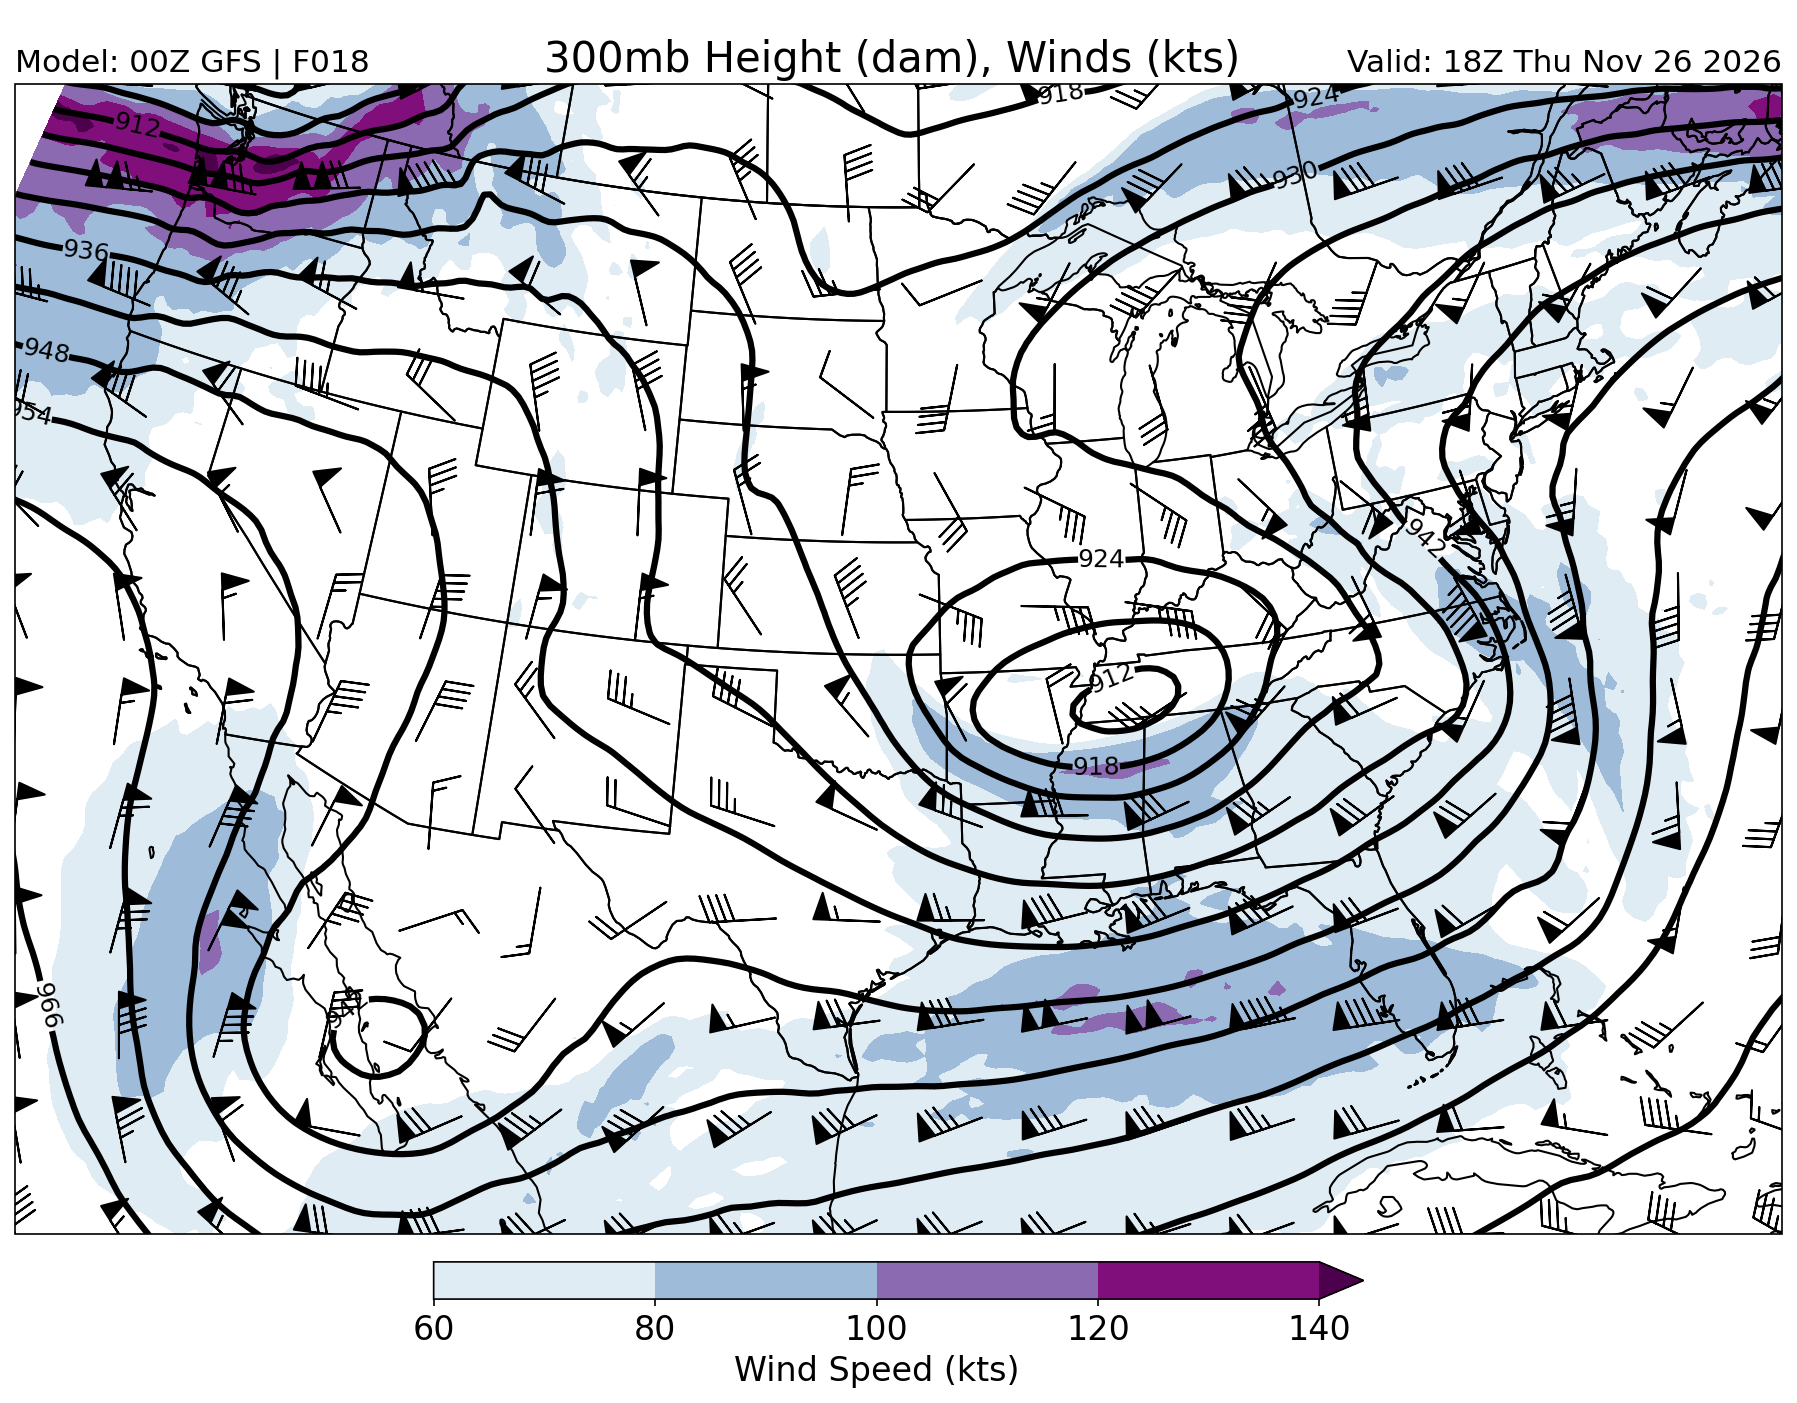 Model: 00Z GFS | F018
300mb Height (dam), Winds (kts)
Valid: 18Z Thu Nov 26 2026
918
924
912
930
936
948
954
942
924
912
918
966
60 80 100 120 140
Wind Speed (kts)